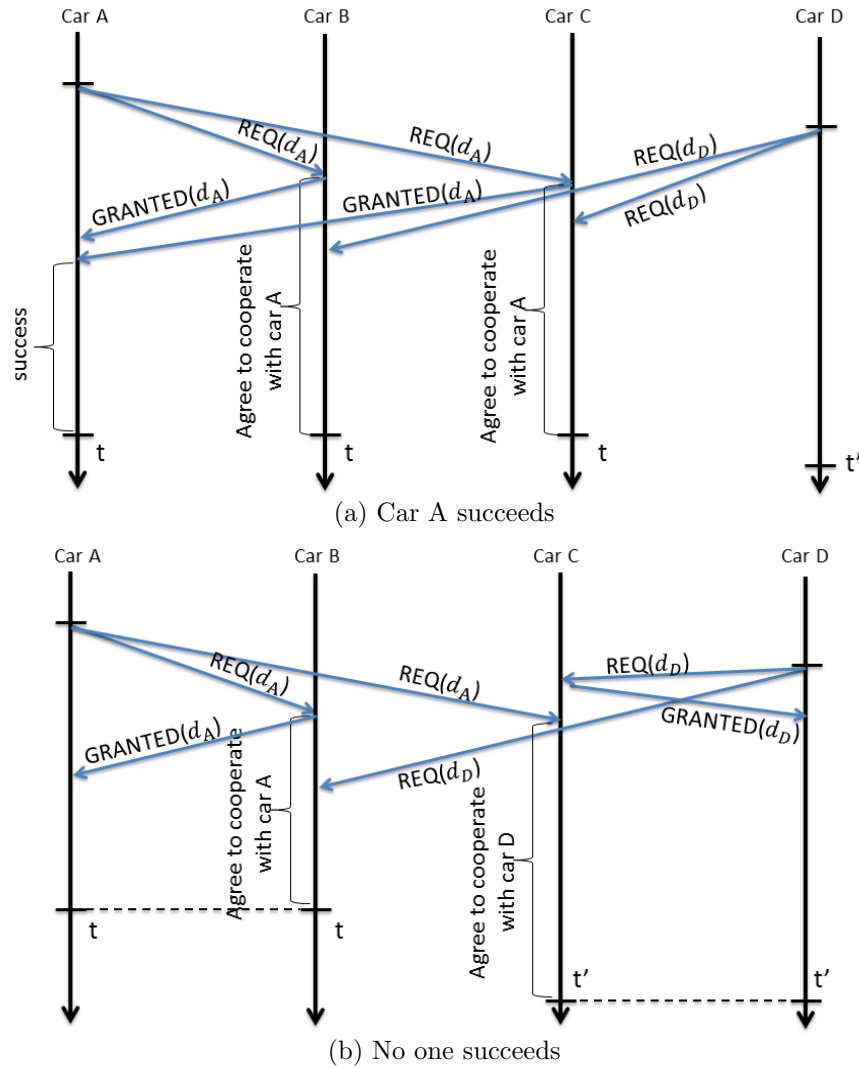 Car A
Car B
Car C
Car D
REQ(d_A)
REQ(d_A)
REQ(d_D)
REQ(d_D)
GRANTED(d_A)
GRANTED(d_A)
success
Agree to cooperate
with car A
Agree to cooperate
with car A
t
t
t
t'
(a) Car A succeeds
Car A
Car B
Car C
Car D
REQ(d_A)
REQ(d_A)
REQ(d_D)
GRANTED(d_D)
GRANTED(d_A)
REQ(d_D)
Agree to cooperate
with car A
Agree to cooperate
with car D
t
t
t'
t'
(b) No one succeeds